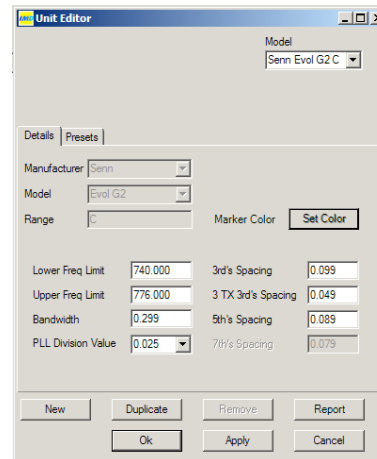 IMD Unit Editor
Model
Senn Evol G2 C
Details Presets
Manufacturer Senn
Model Evol G2
Range C Marker Color Set Color
Lower Freq Limit 740.000 3rd's Spacing 0.099
Upper Freq Limit 776.000 3 TX 3rd's Spacing 0.049
Bandwidth 0.299 5th's Spacing 0.089
PLL Division Value 0.025 7th's Spacing 0.079
New Duplicate Remove Report
Ok Apply Cancel